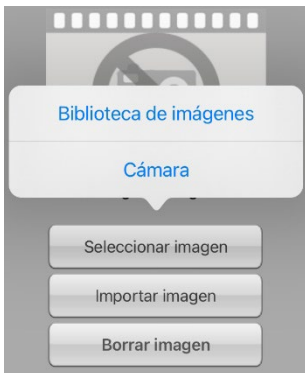 Biblioteca de imágenes
Cámara
Seleccionar imagen
Importar imagen
Borrar imagen